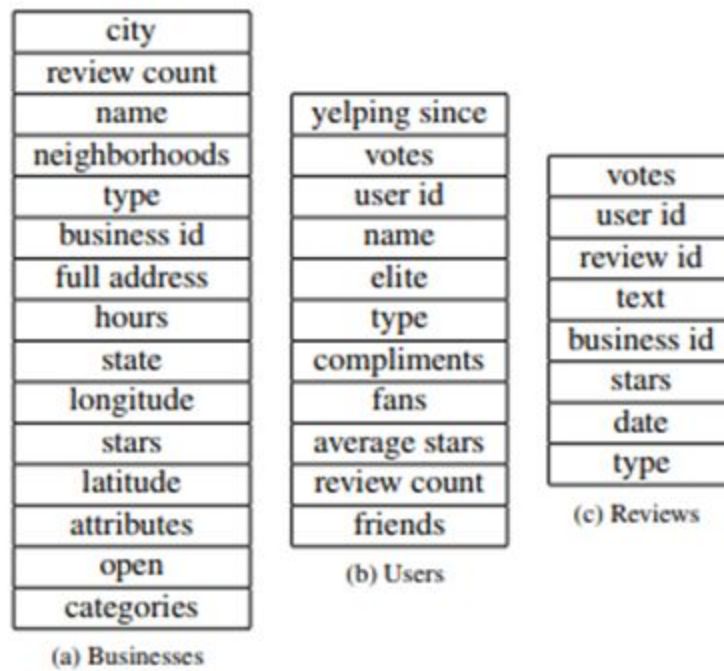 city
review count
name
neighborhoods
type
business id
full address
hours
state
longitude
stars
latitude
attributes
open
categories
(a) Businesses
yelping since
votes
user id
name
elite
type
compliments
fans
average stars
review count
friends
(b) Users
votes
user id
review id
text
business id
stars
date
type
(c) Reviews